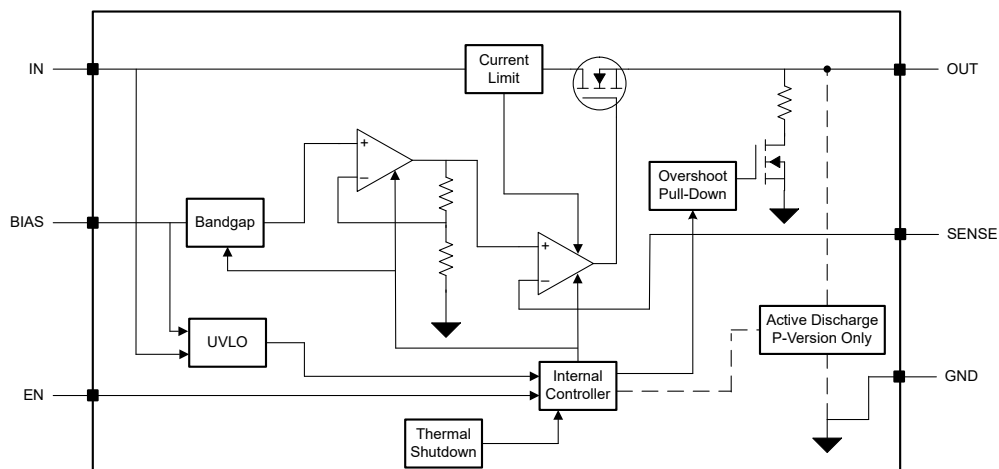 IN
Current
Limit
OUT
+
−
Overshoot
Pull-Down
BIAS
Bandgap
SENSE
+
−
UVLO
Active Discharge
P-Version Only
Internal
Controller
GND
EN
Thermal
Shutdown